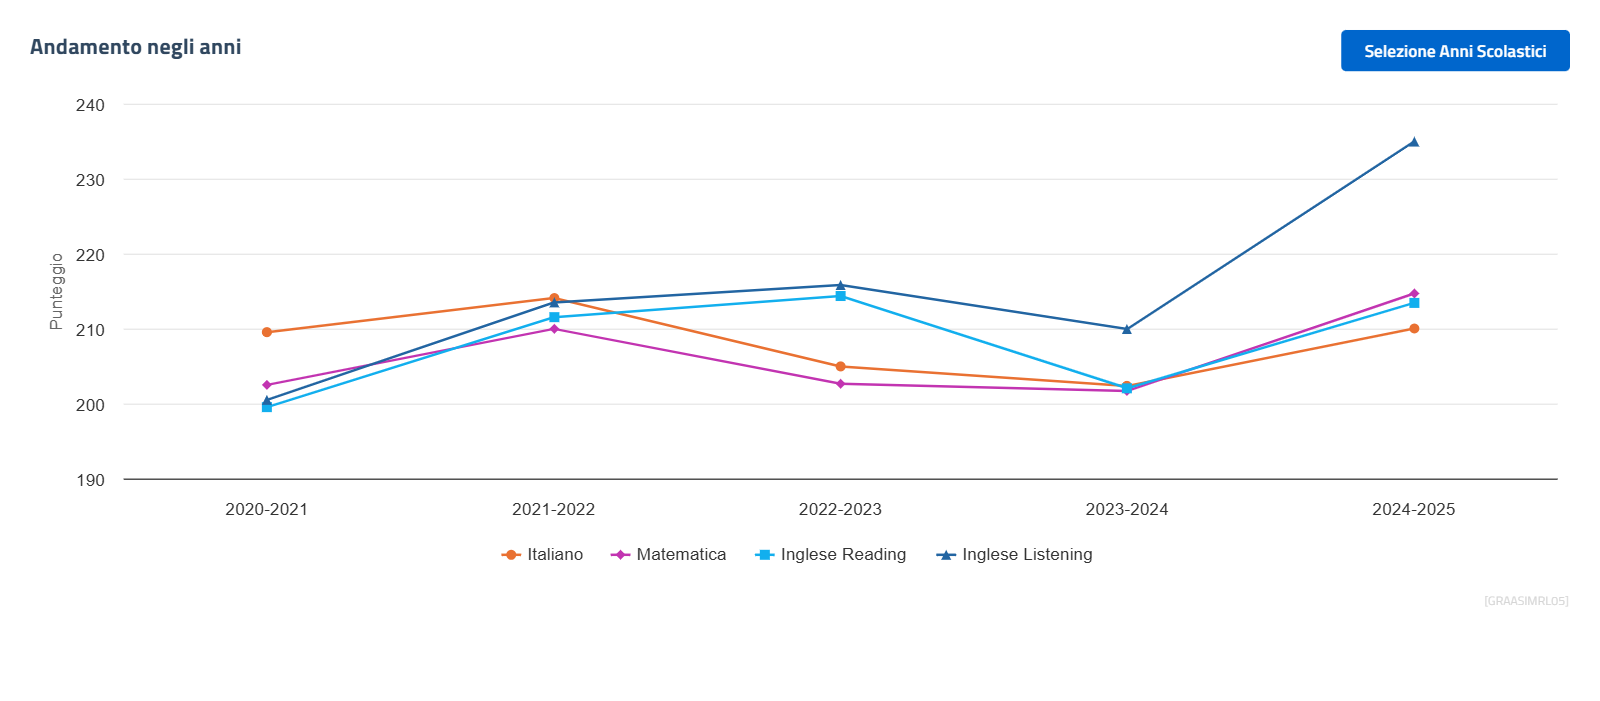 Andamento negli anni
Selezione Anni Scolastici
240
230
220
210
200
190
Punteggio
2020-2021
2021-2022
2022-2023
2023-2024
2024-2025
Italiano
Matematica
Inglese Reading
Inglese Listening
[GRAASIMRL05]